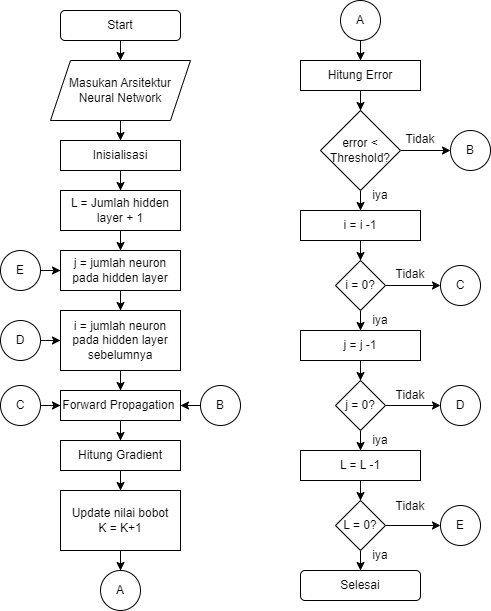 Start
Masukan Arsitektur
Neural Network
Inisialisasi
L = Jumlah hidden
layer + 1
E
j = jumlah neuron
pada hidden layer
D
i = jumlah neuron
pada hidden layer
sebelumnya
C
Forward Propagation
B
Hitung Gradient
Update nilai bobot
K = K+1
A
A
Hitung Error
error <
Threshold?
Tidak
B
iya
i = i -1
i = 0?
Tidak
C
iya
j = j -1
j = 0?
Tidak
D
iya
L = L -1
L = 0?
Tidak
E
iya
Selesai